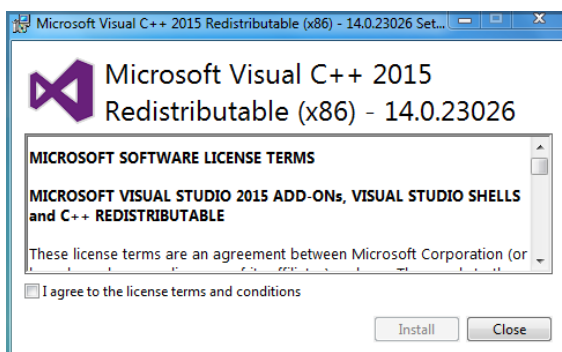 Microsoft Visual C++ 2015 Redistributable (x86) - 14.0.23026 Set...
Microsoft Visual C++ 2015
Redistributable (x86) - 14.0.23026
MICROSOFT SOFTWARE LICENSE TERMS
MICROSOFT VISUAL STUDIO 2015 ADD-ONs, VISUAL STUDIO SHELLS
and C++ REDISTRIBUTABLE
These license terms are an agreement between Microsoft Corporation (or
I agree to the license terms and conditions
Install
Close